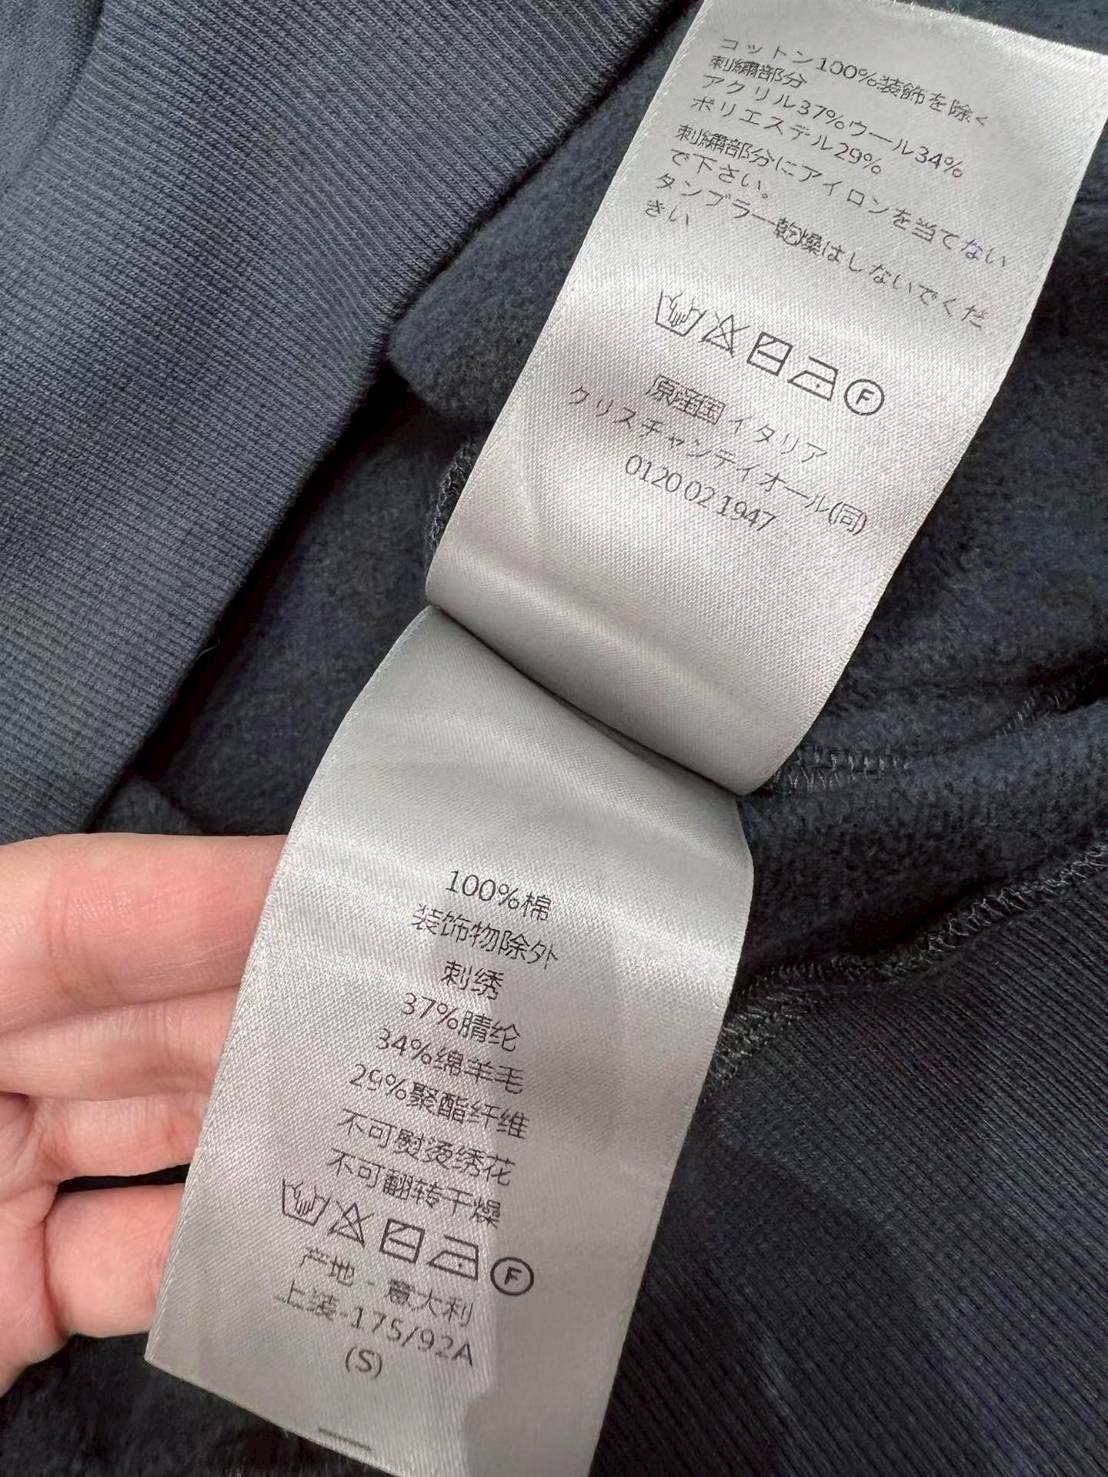 コットン100%装飾を除く
刺繍部分
アクリル37%ウール34%
ポリエステル29%
刺繍部分にアイロンを当てない
で下さい。
タンブラー乾燥はしないでくだ
さい
F
原産国イタリア
クリスチャンディオール(同)
0120 02 1947
100%棉
装饰物除外
刺绣
37%腈纶
34%绵羊毛
29%聚酯纤维
不可熨烫绣花
不可翻转干燥
F
产地 - 意大利
上装-175/92A
(S)